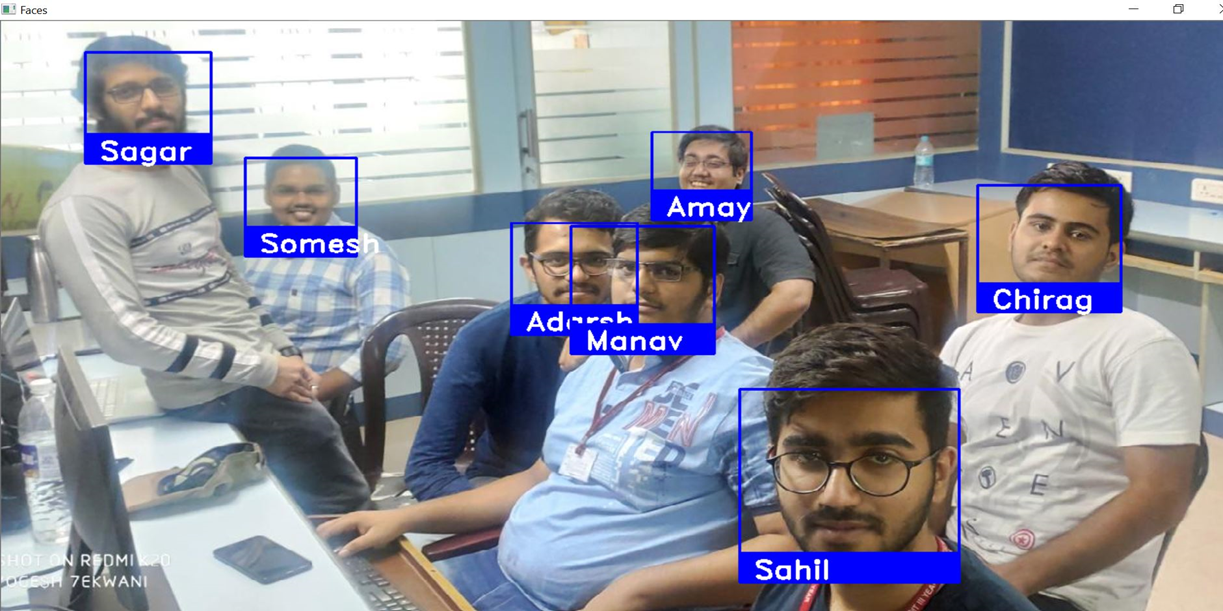 Faces
Sagar
Somesh
Amay
Adarsh
Manav
Chirag
A V
E N
E
Sahil
SHOT ON REDMI K20